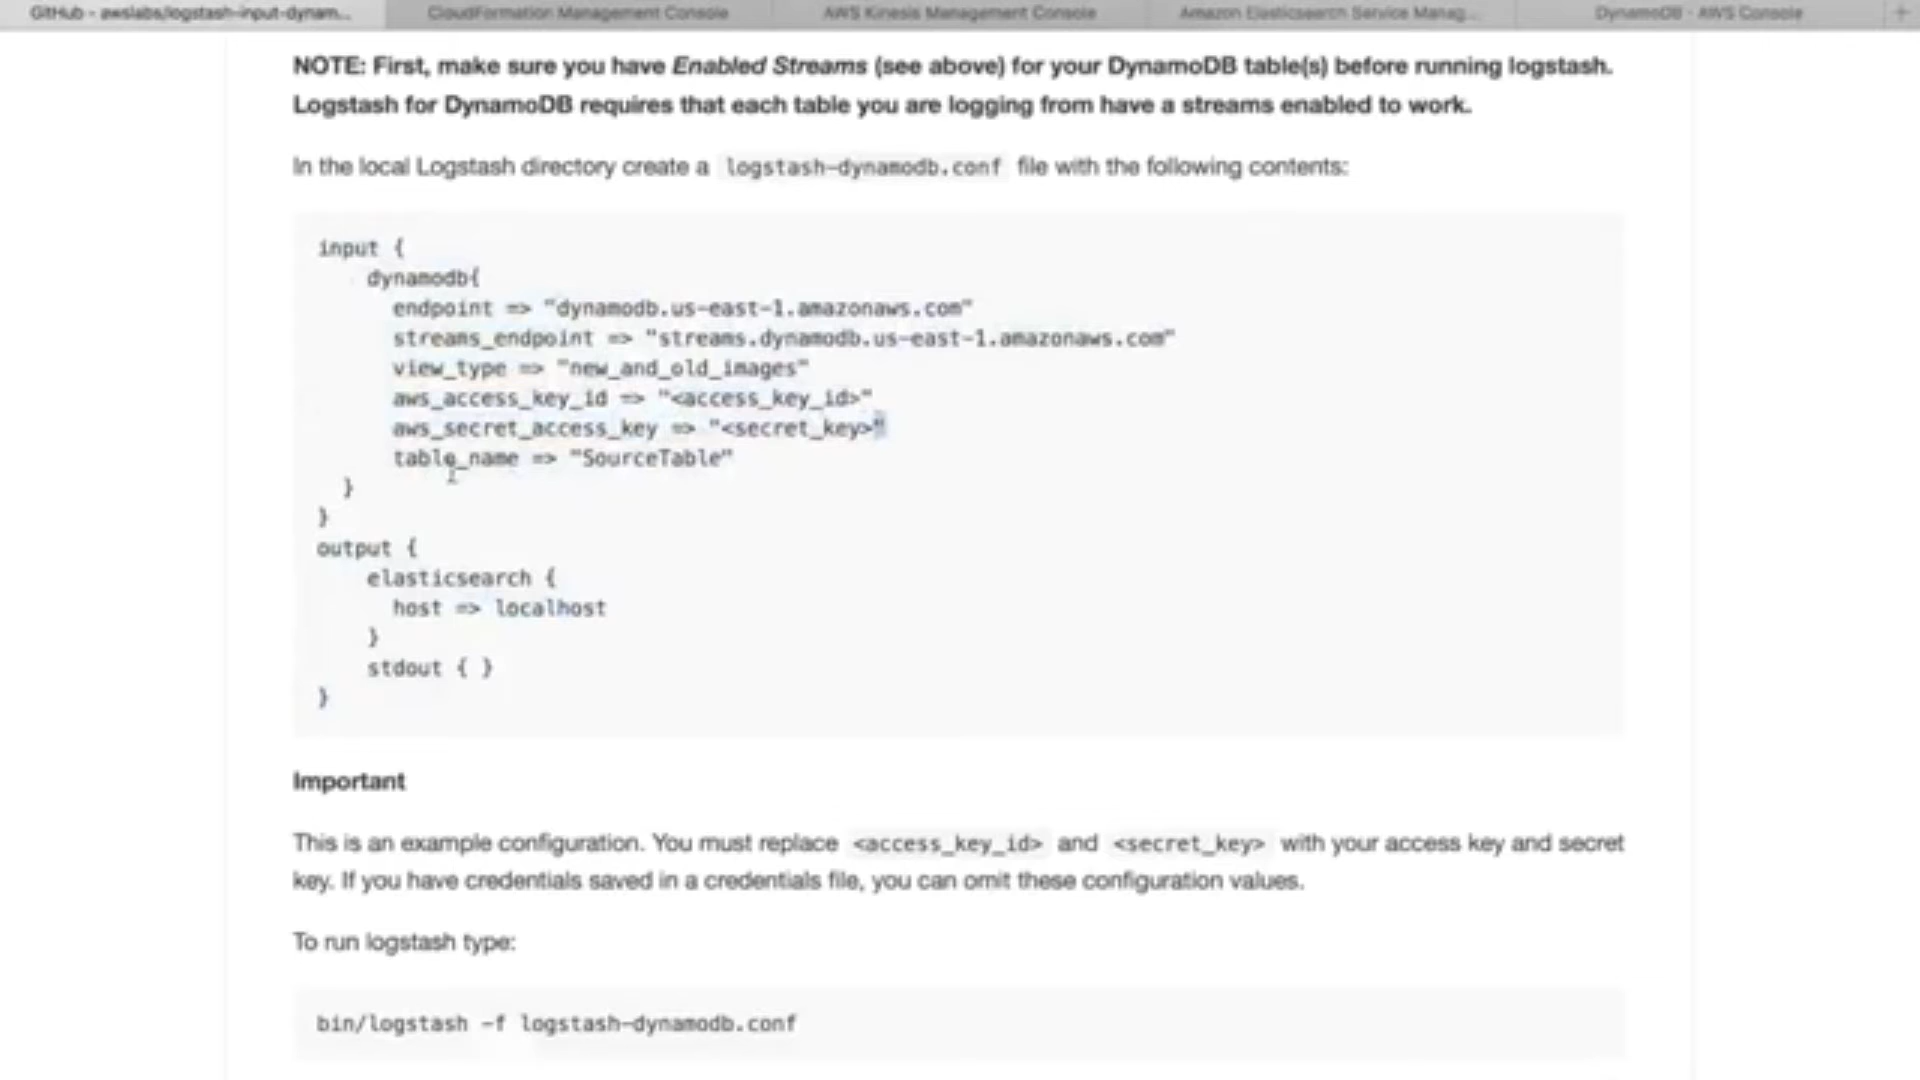 GitHub - awslabs/logstash-input-dynam...
CloudFormation Management Console
AWS Kinesis Management Console
Amazon Elasticsearch Service Manag...
DynamoDB - AWS Console
NOTE: First, make sure you have Enabled Streams (see above) for your DynamoDB table(s) before running logstash.
Logstash for DynamoDB requires that each table you are logging from have a streams enabled to work.
In the local Logstash directory create a logstash-dynamodb.conf file with the following contents:
input {
dynamodb{
endpoint => "dynamodb.us-east-1.amazonaws.com"
streams_endpoint => "streams.dynamodb.us-east-1.amazonaws.com"
view_type => "new_and_old_images"
aws_access_key_id => "<access_key_id>"
aws_secret_access_key => "<secret_key>"
table_name => "SourceTable"
}
}
output {
elasticsearch {
host => localhost
}
stdout { }
}
Important
This is an example configuration. You must replace <access_key_id> and <secret_key> with your access key and secret
key. If you have credentials saved in a credentials file, you can omit these configuration values.
To run logstash type:
bin/logstash -f logstash-dynamodb.conf